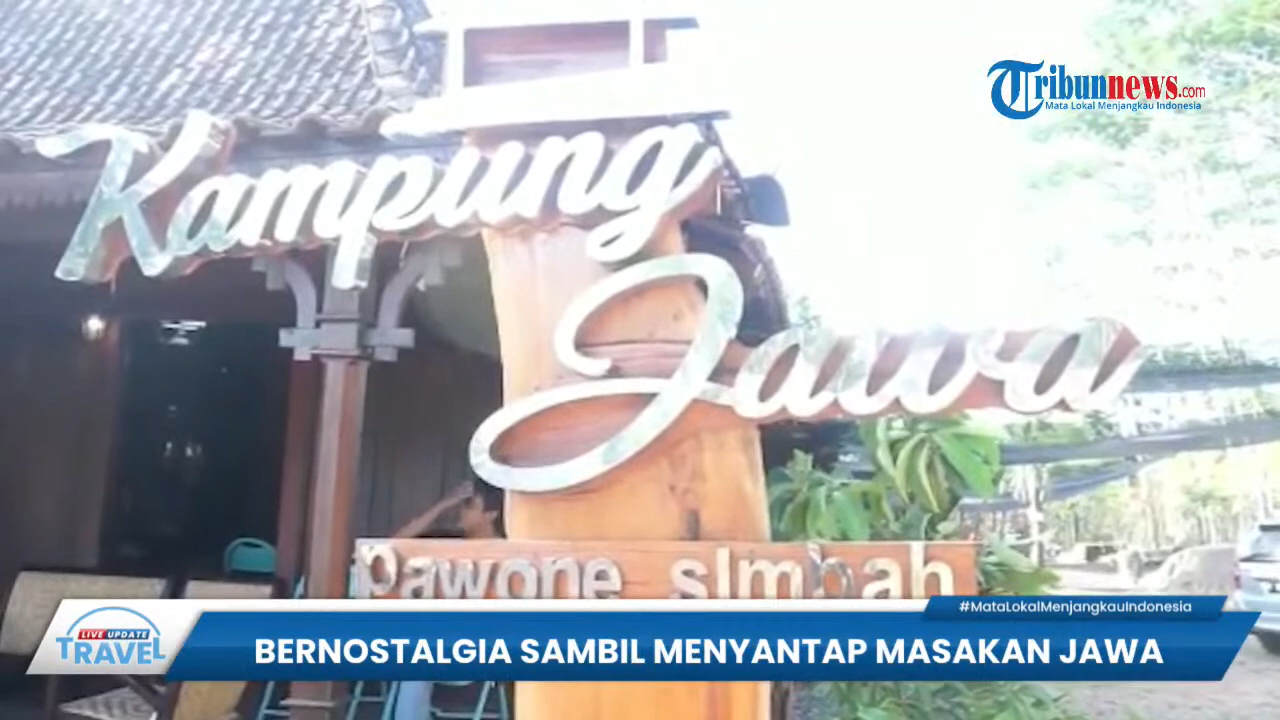 Tribunnews.com
Mata Lokal Menjangkau Indonesia
Kampung
Jawa
Pawone sImbah
#MataLokalMenjangkauIndonesia
LIVE UPDATE
TRAVEL
BERNOSTALGIA SAMBIL MENYANTAP MASAKAN JAWA